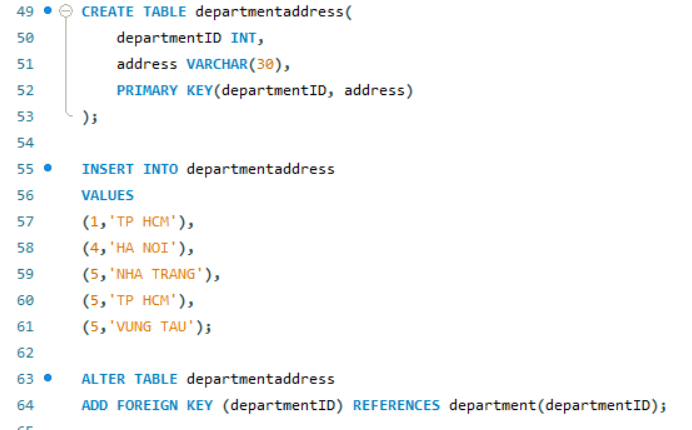 49 CREATE TABLE departmentaddress(
50 departmentID INT,
51 address VARCHAR(30),
52 PRIMARY KEY(departmentID, address)
53 );
54
55 INSERT INTO departmentaddress
56 VALUES
57 (1,'TP HCM'),
58 (4,'HA NOI'),
59 (5,'NHA TRANG'),
60 (5,'TP HCM'),
61 (5,'VUNG TAU');
62
63 ALTER TABLE departmentaddress
64 ADD FOREIGN KEY (departmentID) REFERENCES department(departmentID);